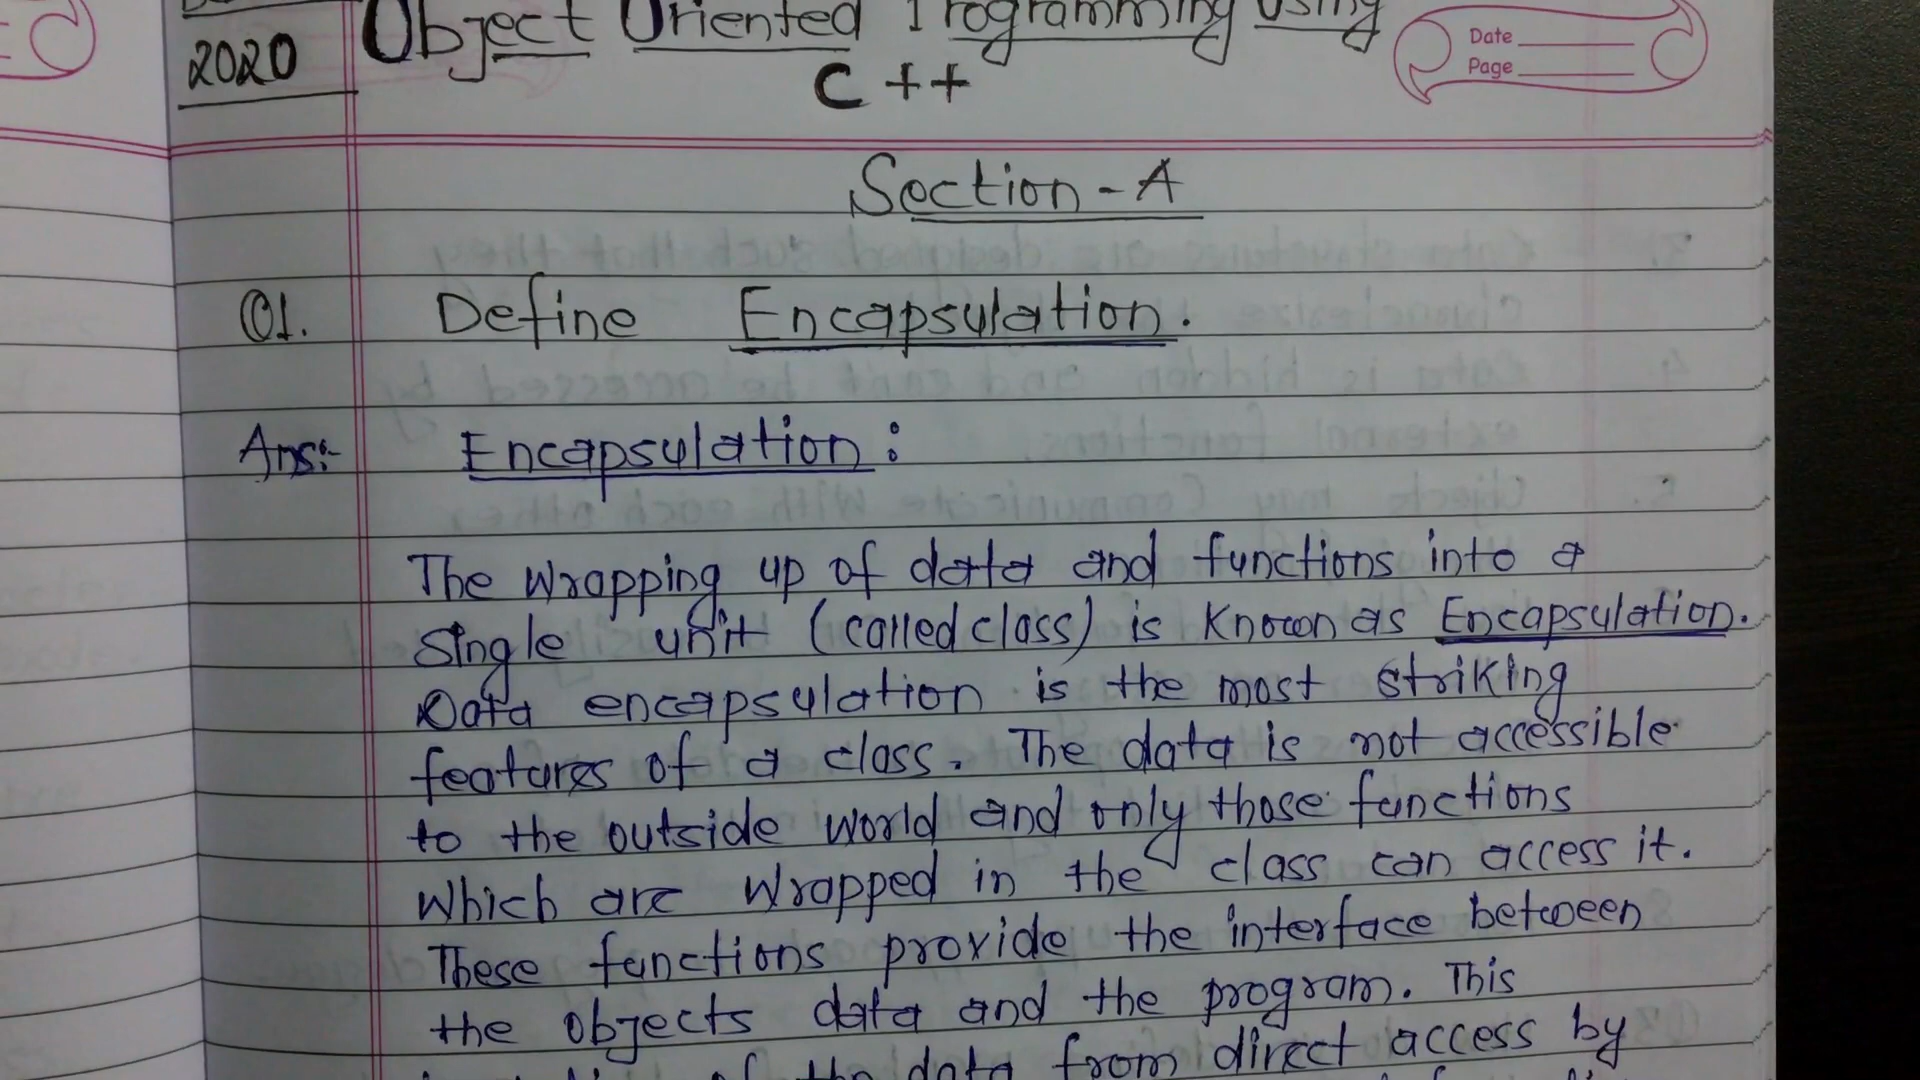 2020
Object Oriented Programming Using
C++
Date
Page
Section-A
Q1. Define Encapsulation.
Ans:- Encapsulation:
The wrapping up of data and functions into a
single unit (called class) is known as Encapsulation.
Data encapsulation is the most striking
features of a class. The data is not accessible
to the outside world and only those functions
which are wrapped in the class can access it.
These functions provide the interface between
the objects data and the program. This
of the data from direct access by